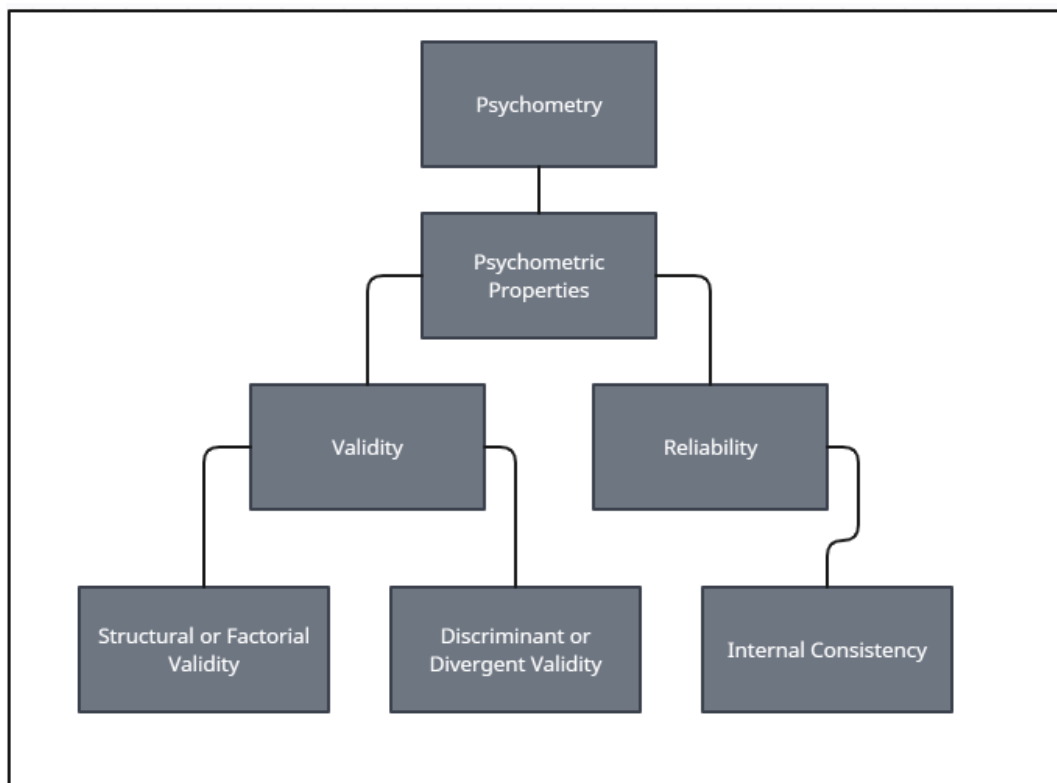 Psychometry
Psychometric
Properties
Validity
Reliability
Structural or Factorial
Validity
Discriminant or
Divergent Validity
Internal Consistency